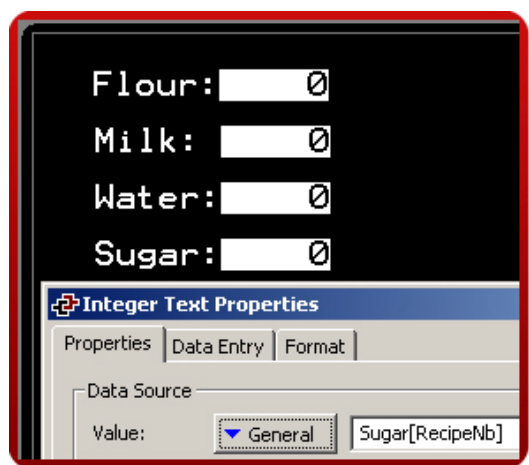 Flour: 0
Milk: 0
Water: 0
Sugar: 0
Integer Text Properties
Properties Data Entry Format
Data Source
Value: General Sugar[RecipeNb]